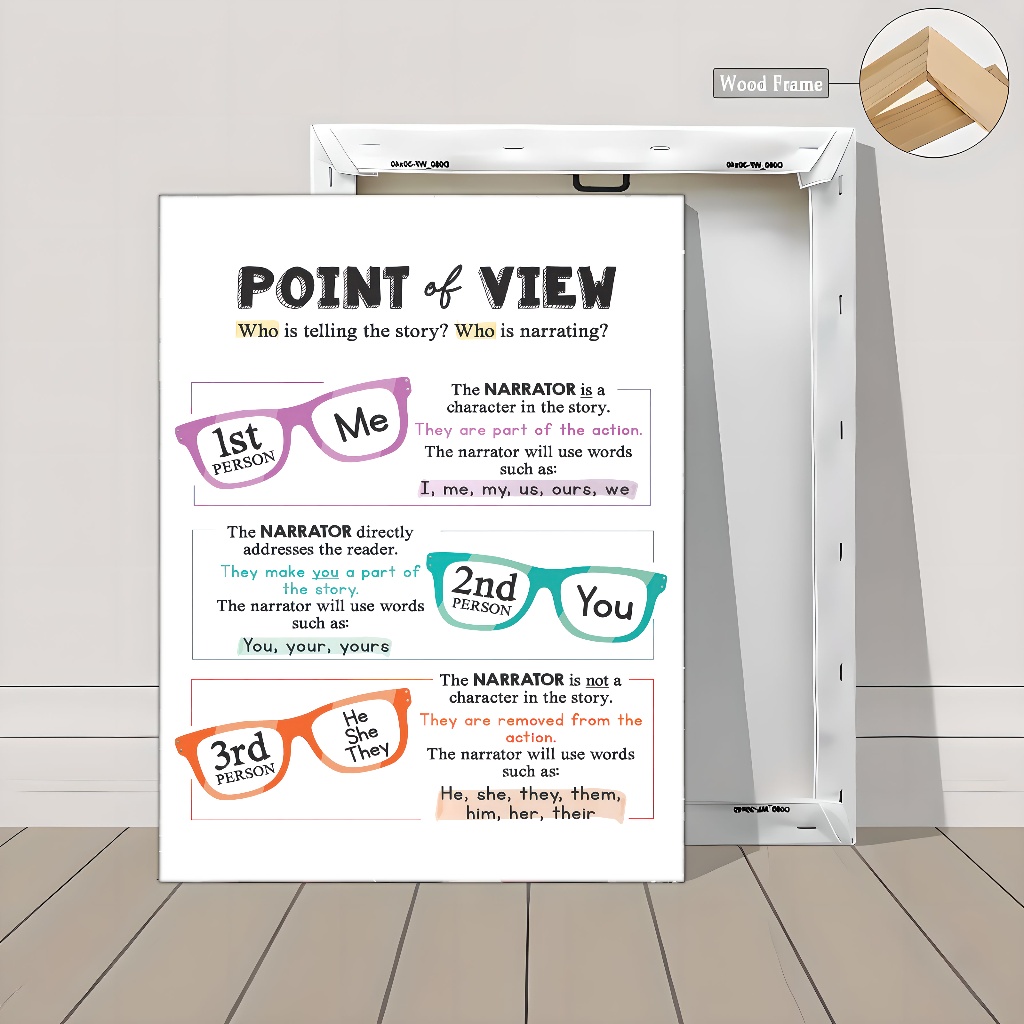 Wood Frame
POINT of VIEW
Who is telling the story? Who is narrating?
1st
PERSON
Me
The NARRATOR is a
character in the story.
They are part of the action.
The narrator will use words
such as:
I, me, my, us, ours, we
The NARRATOR directly
addresses the reader.
They make you a part of
the story.
The narrator will use words
such as:
You, your, yours
2nd
PERSON
You
3rd
PERSON
He
She
They
The NARRATOR is not a
character in the story.
They are removed from the
action.
The narrator will use words
such as:
He, she, they, them,
him, her, their